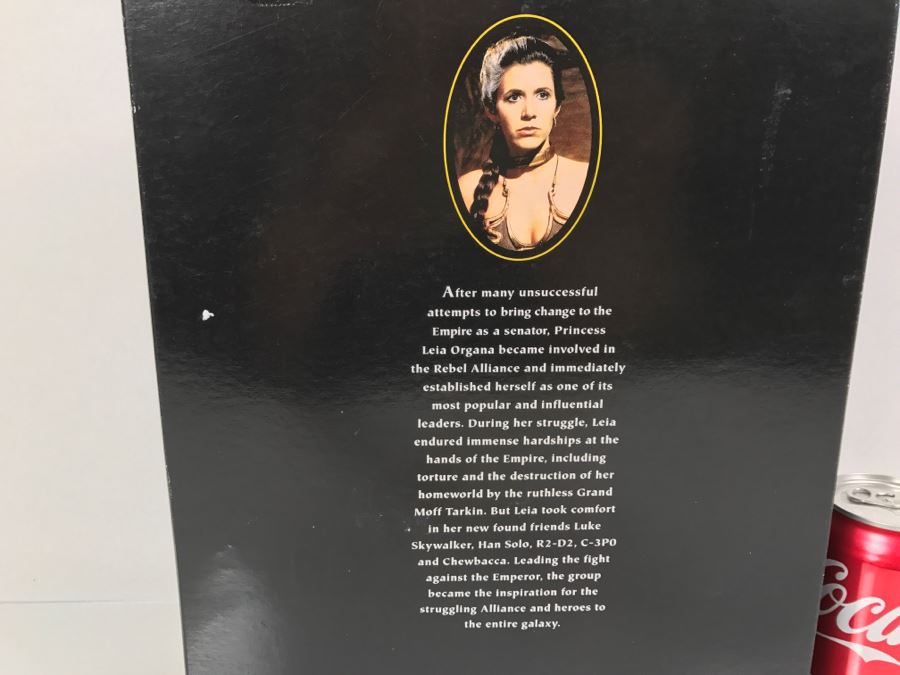 After many unsuccessful
attempts to bring change to the
Empire as a senator, Princess
Leia Organa became involved in
the Rebel Alliance and immediately
established herself as one of its
most popular and influential
leaders. During her struggle, Leia
endured immense hardships at the
hands of the Empire, including
torture and the destruction of her
homeworld by the ruthless Grand
Moff Tarkin. But Leia took comfort
in her new found friends Luke
Skywalker, Han Solo, R2-D2, C-3PO
and Chewbacca. Leading the fight
against the Emperor, the group
became the inspiration for the
struggling Alliance and heroes to
the entire galaxy.